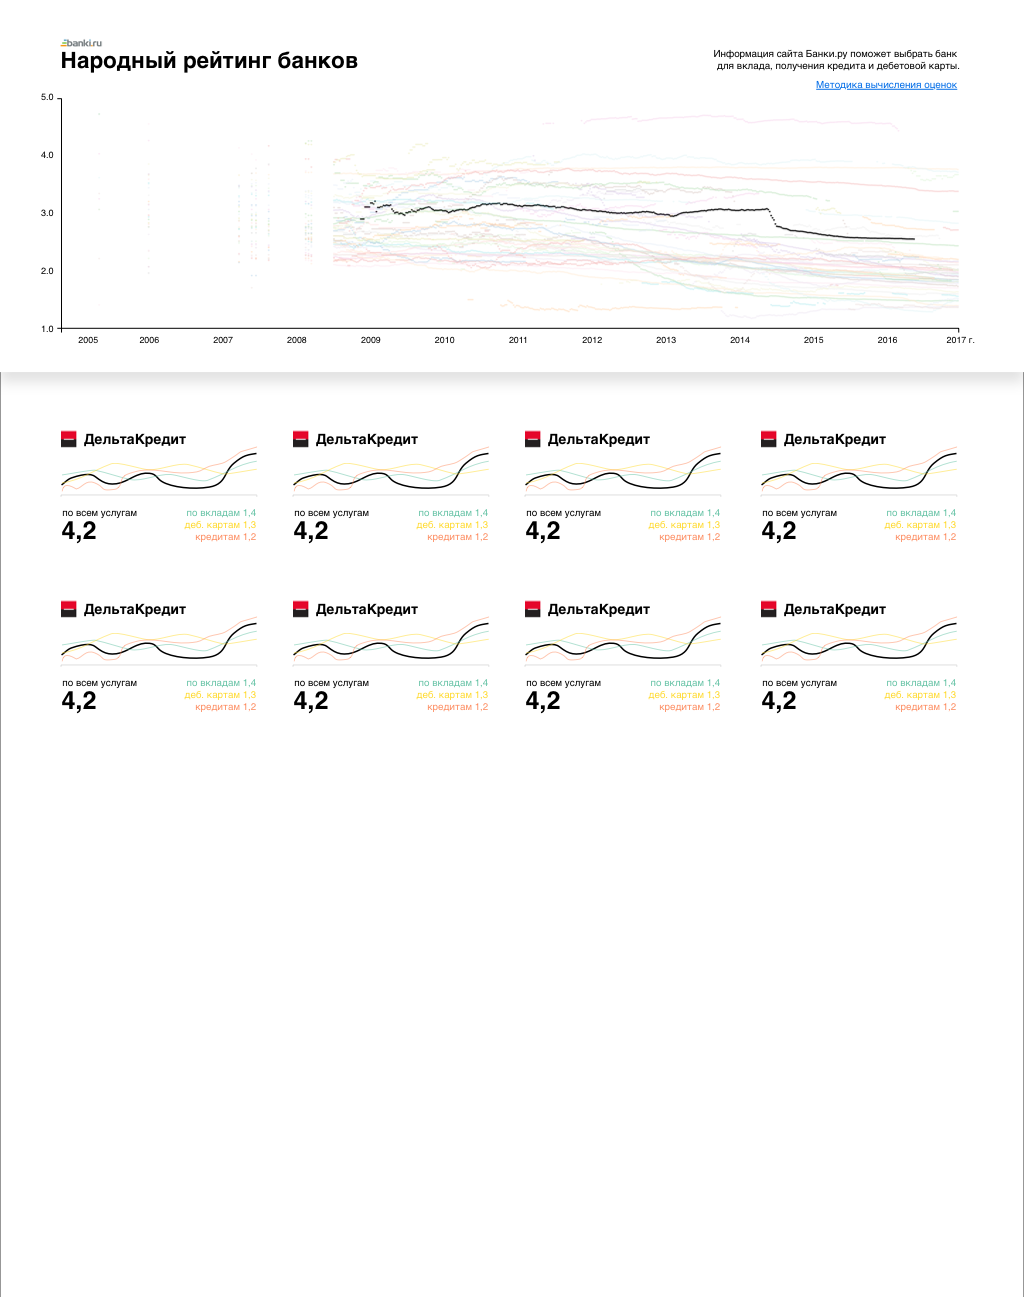 banki.ru
Народный рейтинг банков
Информация сайта Банки.ру поможет выбрать банк
для вклада, получения кредита и дебетовой карты.
Методика вычисления оценок
5.0
4.0
3.0
2.0
1.0
2005 2006 2007 2008 2009 2010 2011 2012 2013 2014 2015 2016 2017 г.
ДельтаКредит ДельтаКредит ДельтаКредит ДельтаКредит
по всем услугам по вкладам 1,4 по всем услугам по вкладам 1,4 по всем услугам по вкладам 1,4 по всем услугам по вкладам 1,4
4,2 деб. картам 1,3 4,2 деб. картам 1,3 4,2 деб. картам 1,3 4,2 деб. картам 1,3
кредитам 1,2 кредитам 1,2 кредитам 1,2 кредитам 1,2
ДельтаКредит ДельтаКредит ДельтаКредит ДельтаКредит
по всем услугам по вкладам 1,4 по всем услугам по вкладам 1,4 по всем услугам по вкладам 1,4 по всем услугам по вкладам 1,4
4,2 деб. картам 1,3 4,2 деб. картам 1,3 4,2 деб. картам 1,3 4,2 деб. картам 1,3
кредитам 1,2 кредитам 1,2 кредитам 1,2 кредитам 1,2